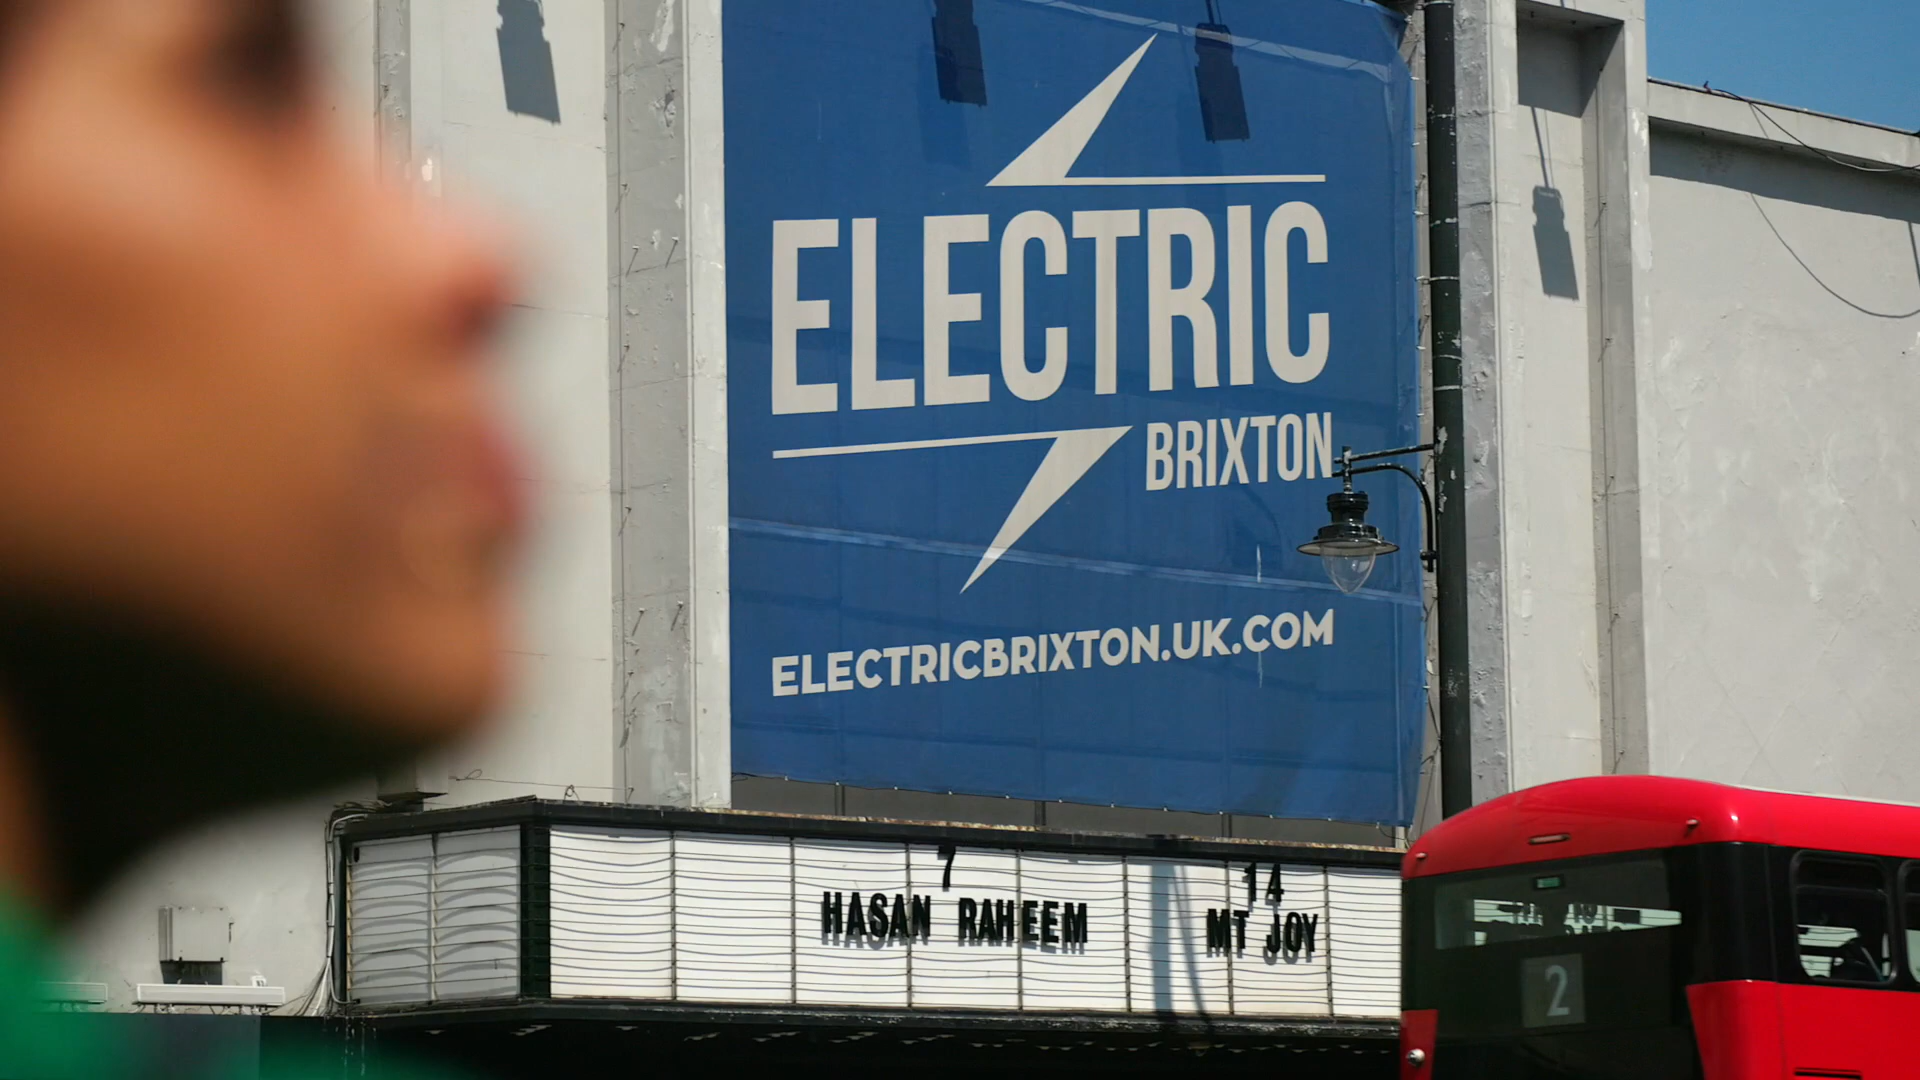 ELECTRIC
BRIXTON
ELECTRICBRIXTON.UK.COM
7
HASAN RAHEEM
14
MT JOY
2